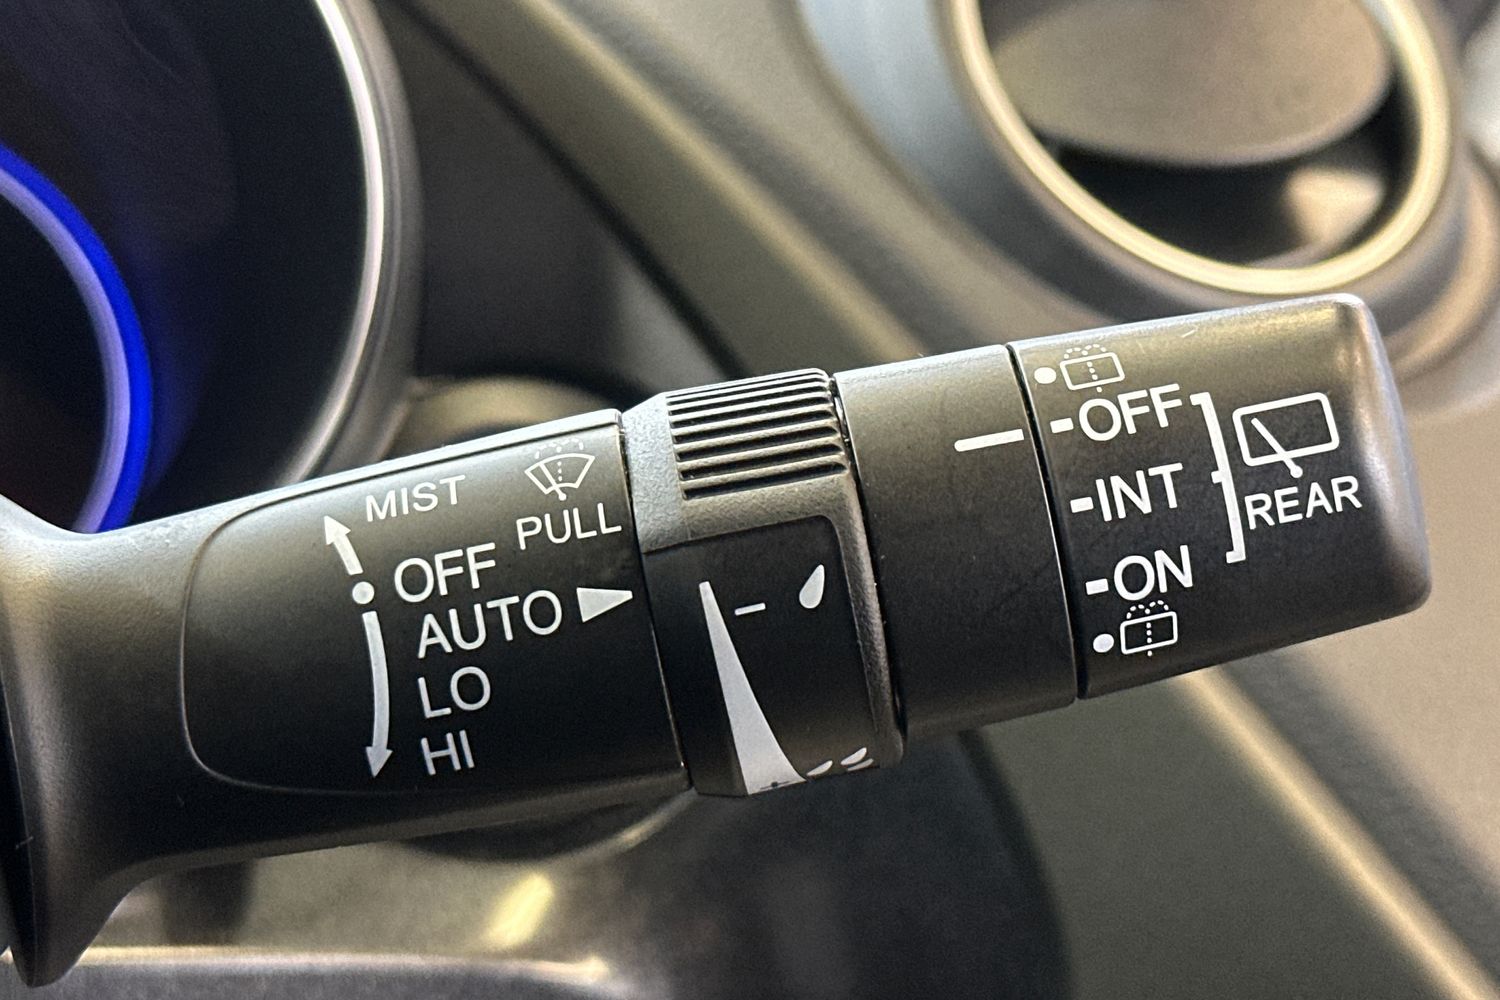 MIST
PULL
OFF
AUTO
LO
HI
-OFF
-INT
-ON
REAR